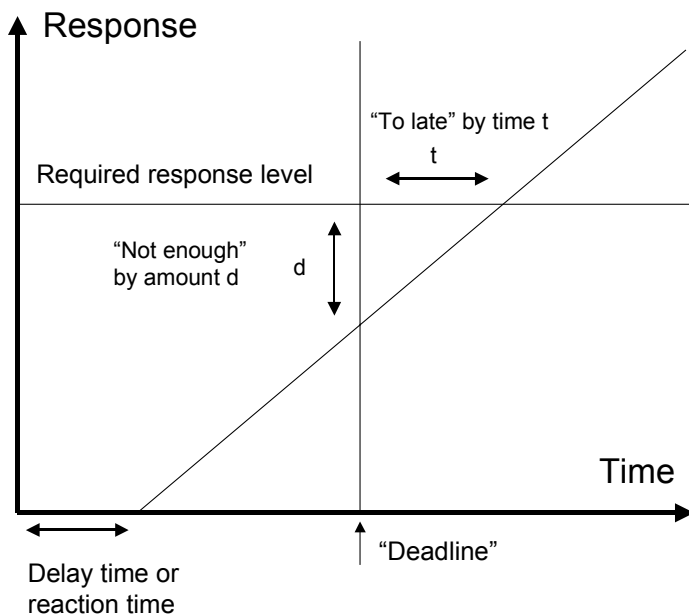 Response
“To late” by time t
t
Required response level
“Not enough”
by amount d
d
Time
“Deadline”
Delay time or
reaction time